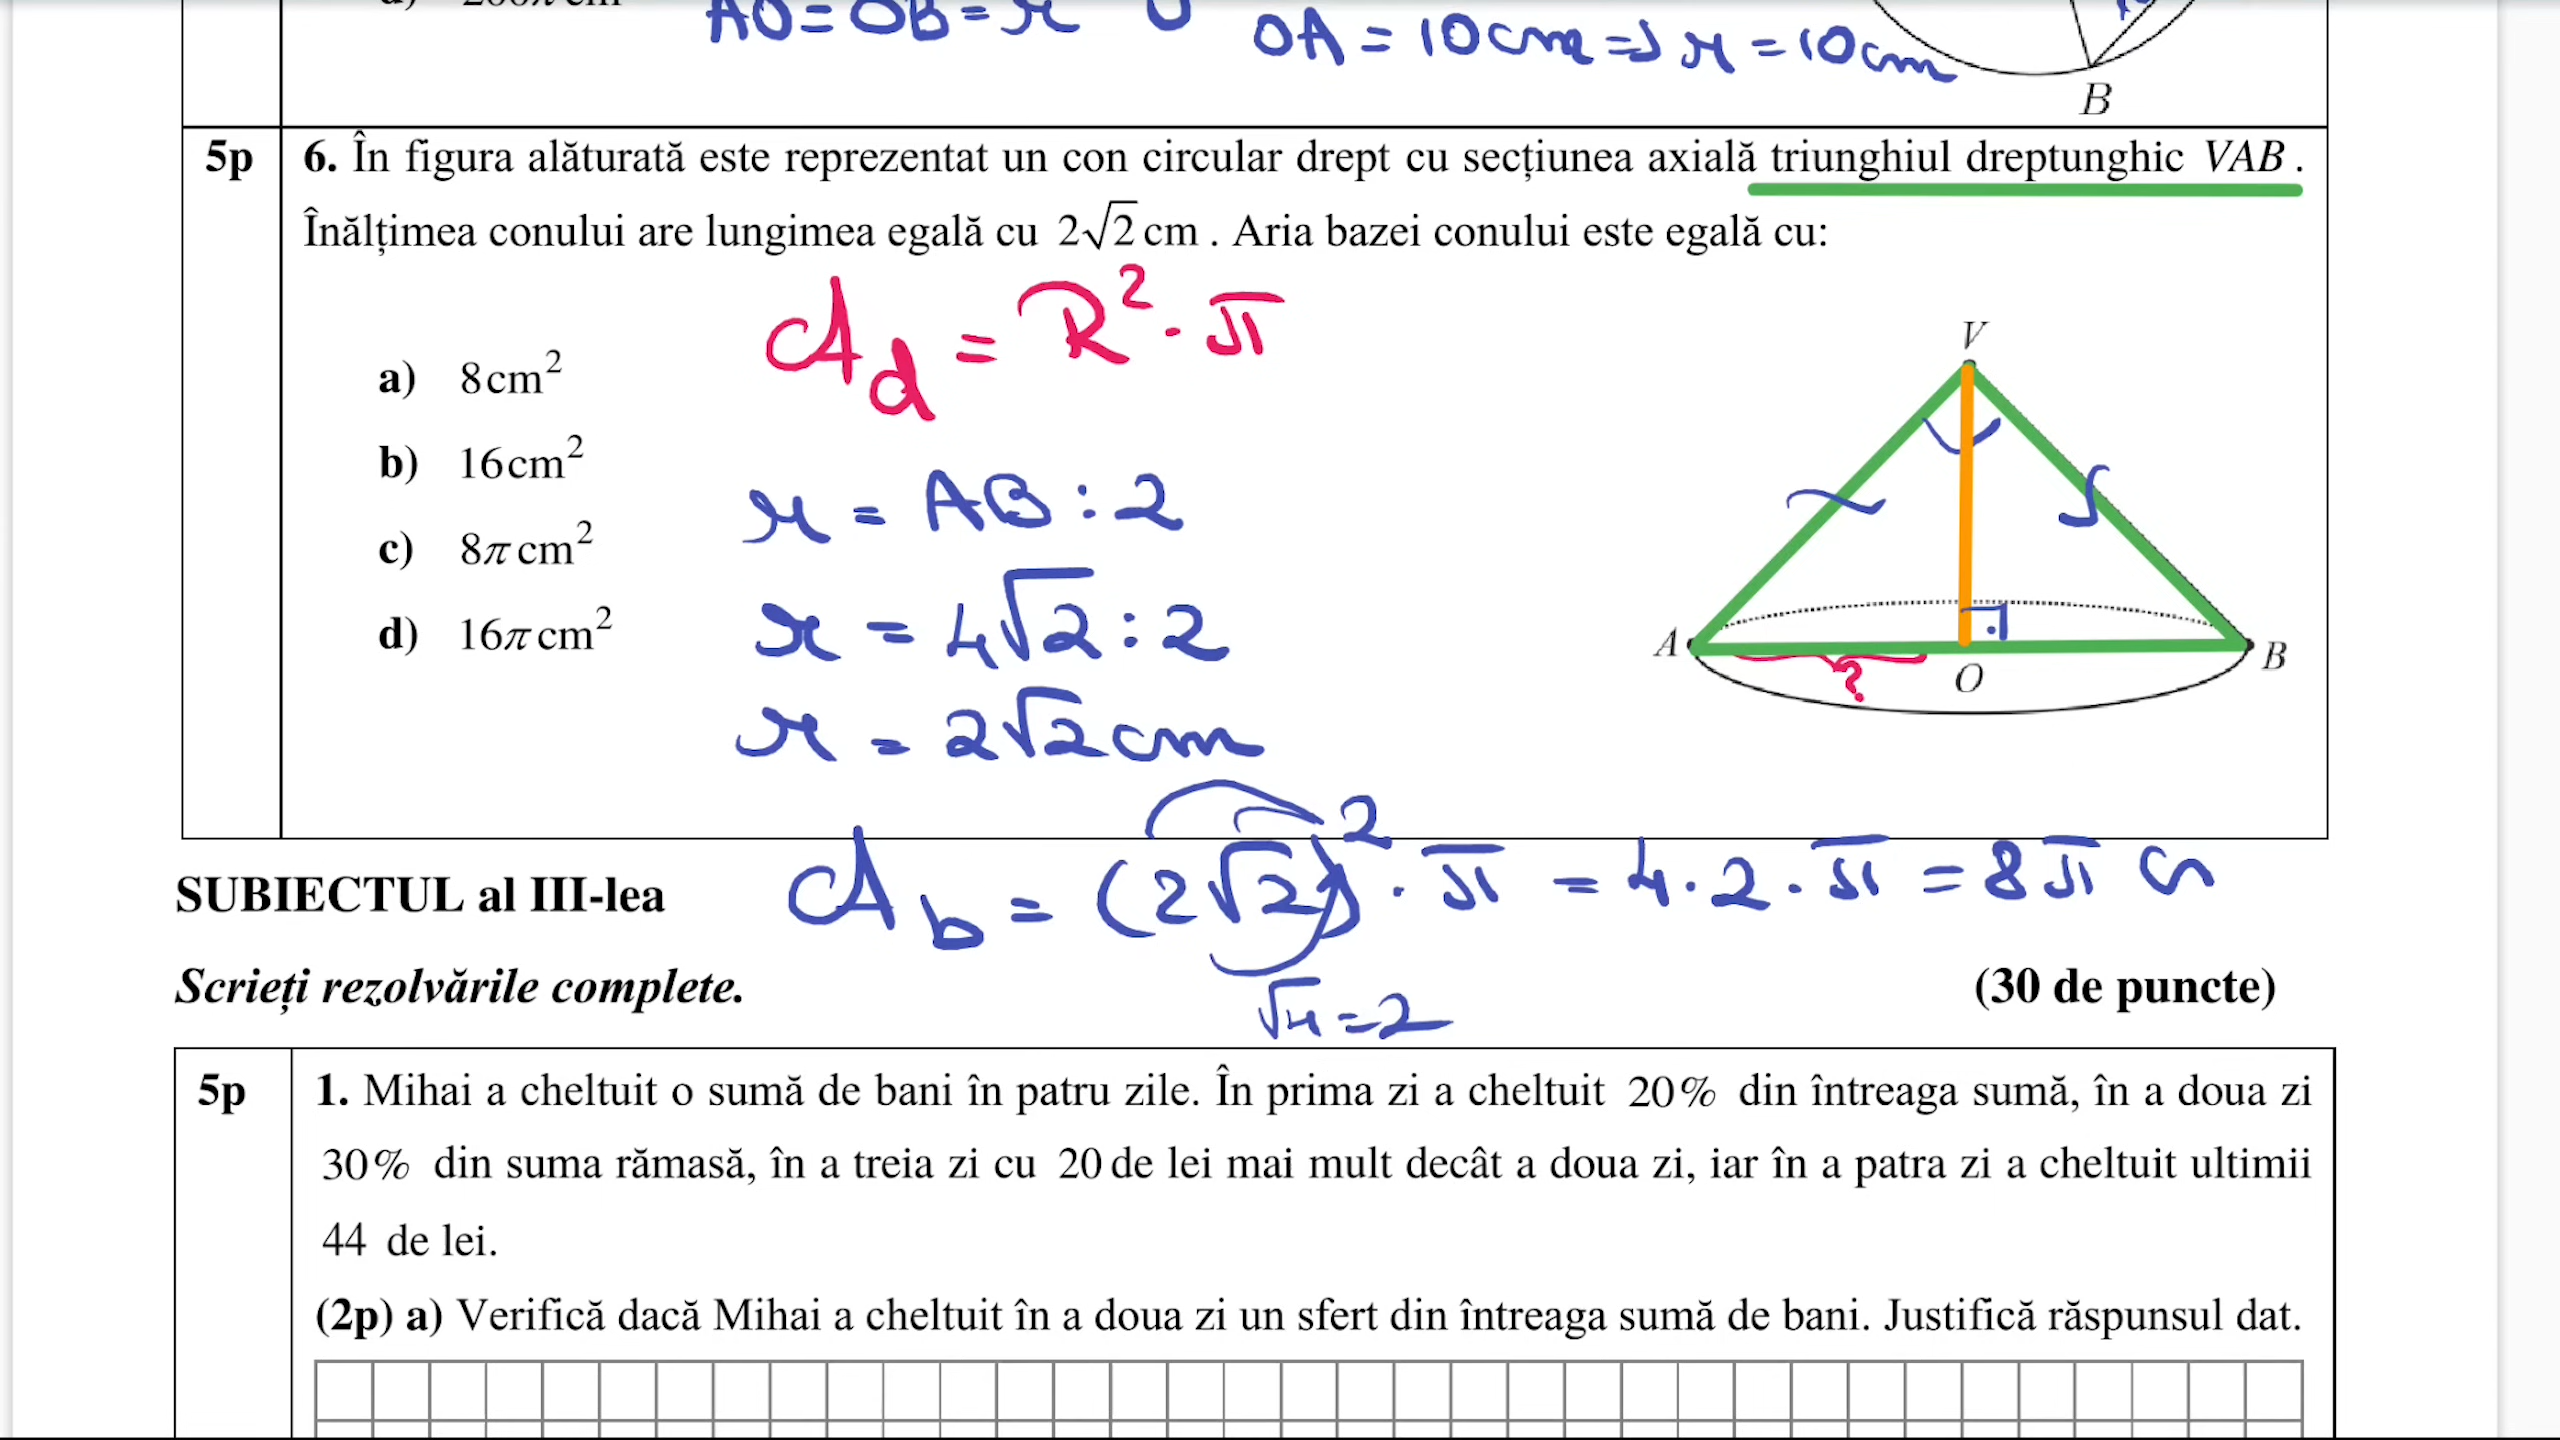 AO = OB = r
OA = 10cm => r = 10cm
B
5p
6. În figura alăturată este reprezentat un con circular drept cu secțiunea axială triunghiul dreptunghic VAB.
Înălțimea conului are lungimea egală cu 2√2 cm. Aria bazei conului este egală cu:
A_d = R² · π
a) 8cm²
b) 16cm²
c) 8π cm²
d) 16π cm²
r = AB : 2
r = 4√2 : 2
r = 2√2 cm
V
A
?
O
B
A_b = (2√2)² · π = 4 · 2 · π = 8π
√4 = 2
SUBIECTUL al III-lea
Scrieți rezolvările complete.
(30 de puncte)
5p
1. Mihai a cheltuit o sumă de bani în patru zile. În prima zi a cheltuit 20% din întreaga sumă, în a doua zi
30% din suma rămasă, în a treia zi cu 20 de lei mai mult decât a doua zi, iar în a patra zi a cheltuit ultimii
44 de lei.
(2p) a) Verifică dacă Mihai a cheltuit în a doua zi un sfert din întreaga sumă de bani. Justifică răspunsul dat.